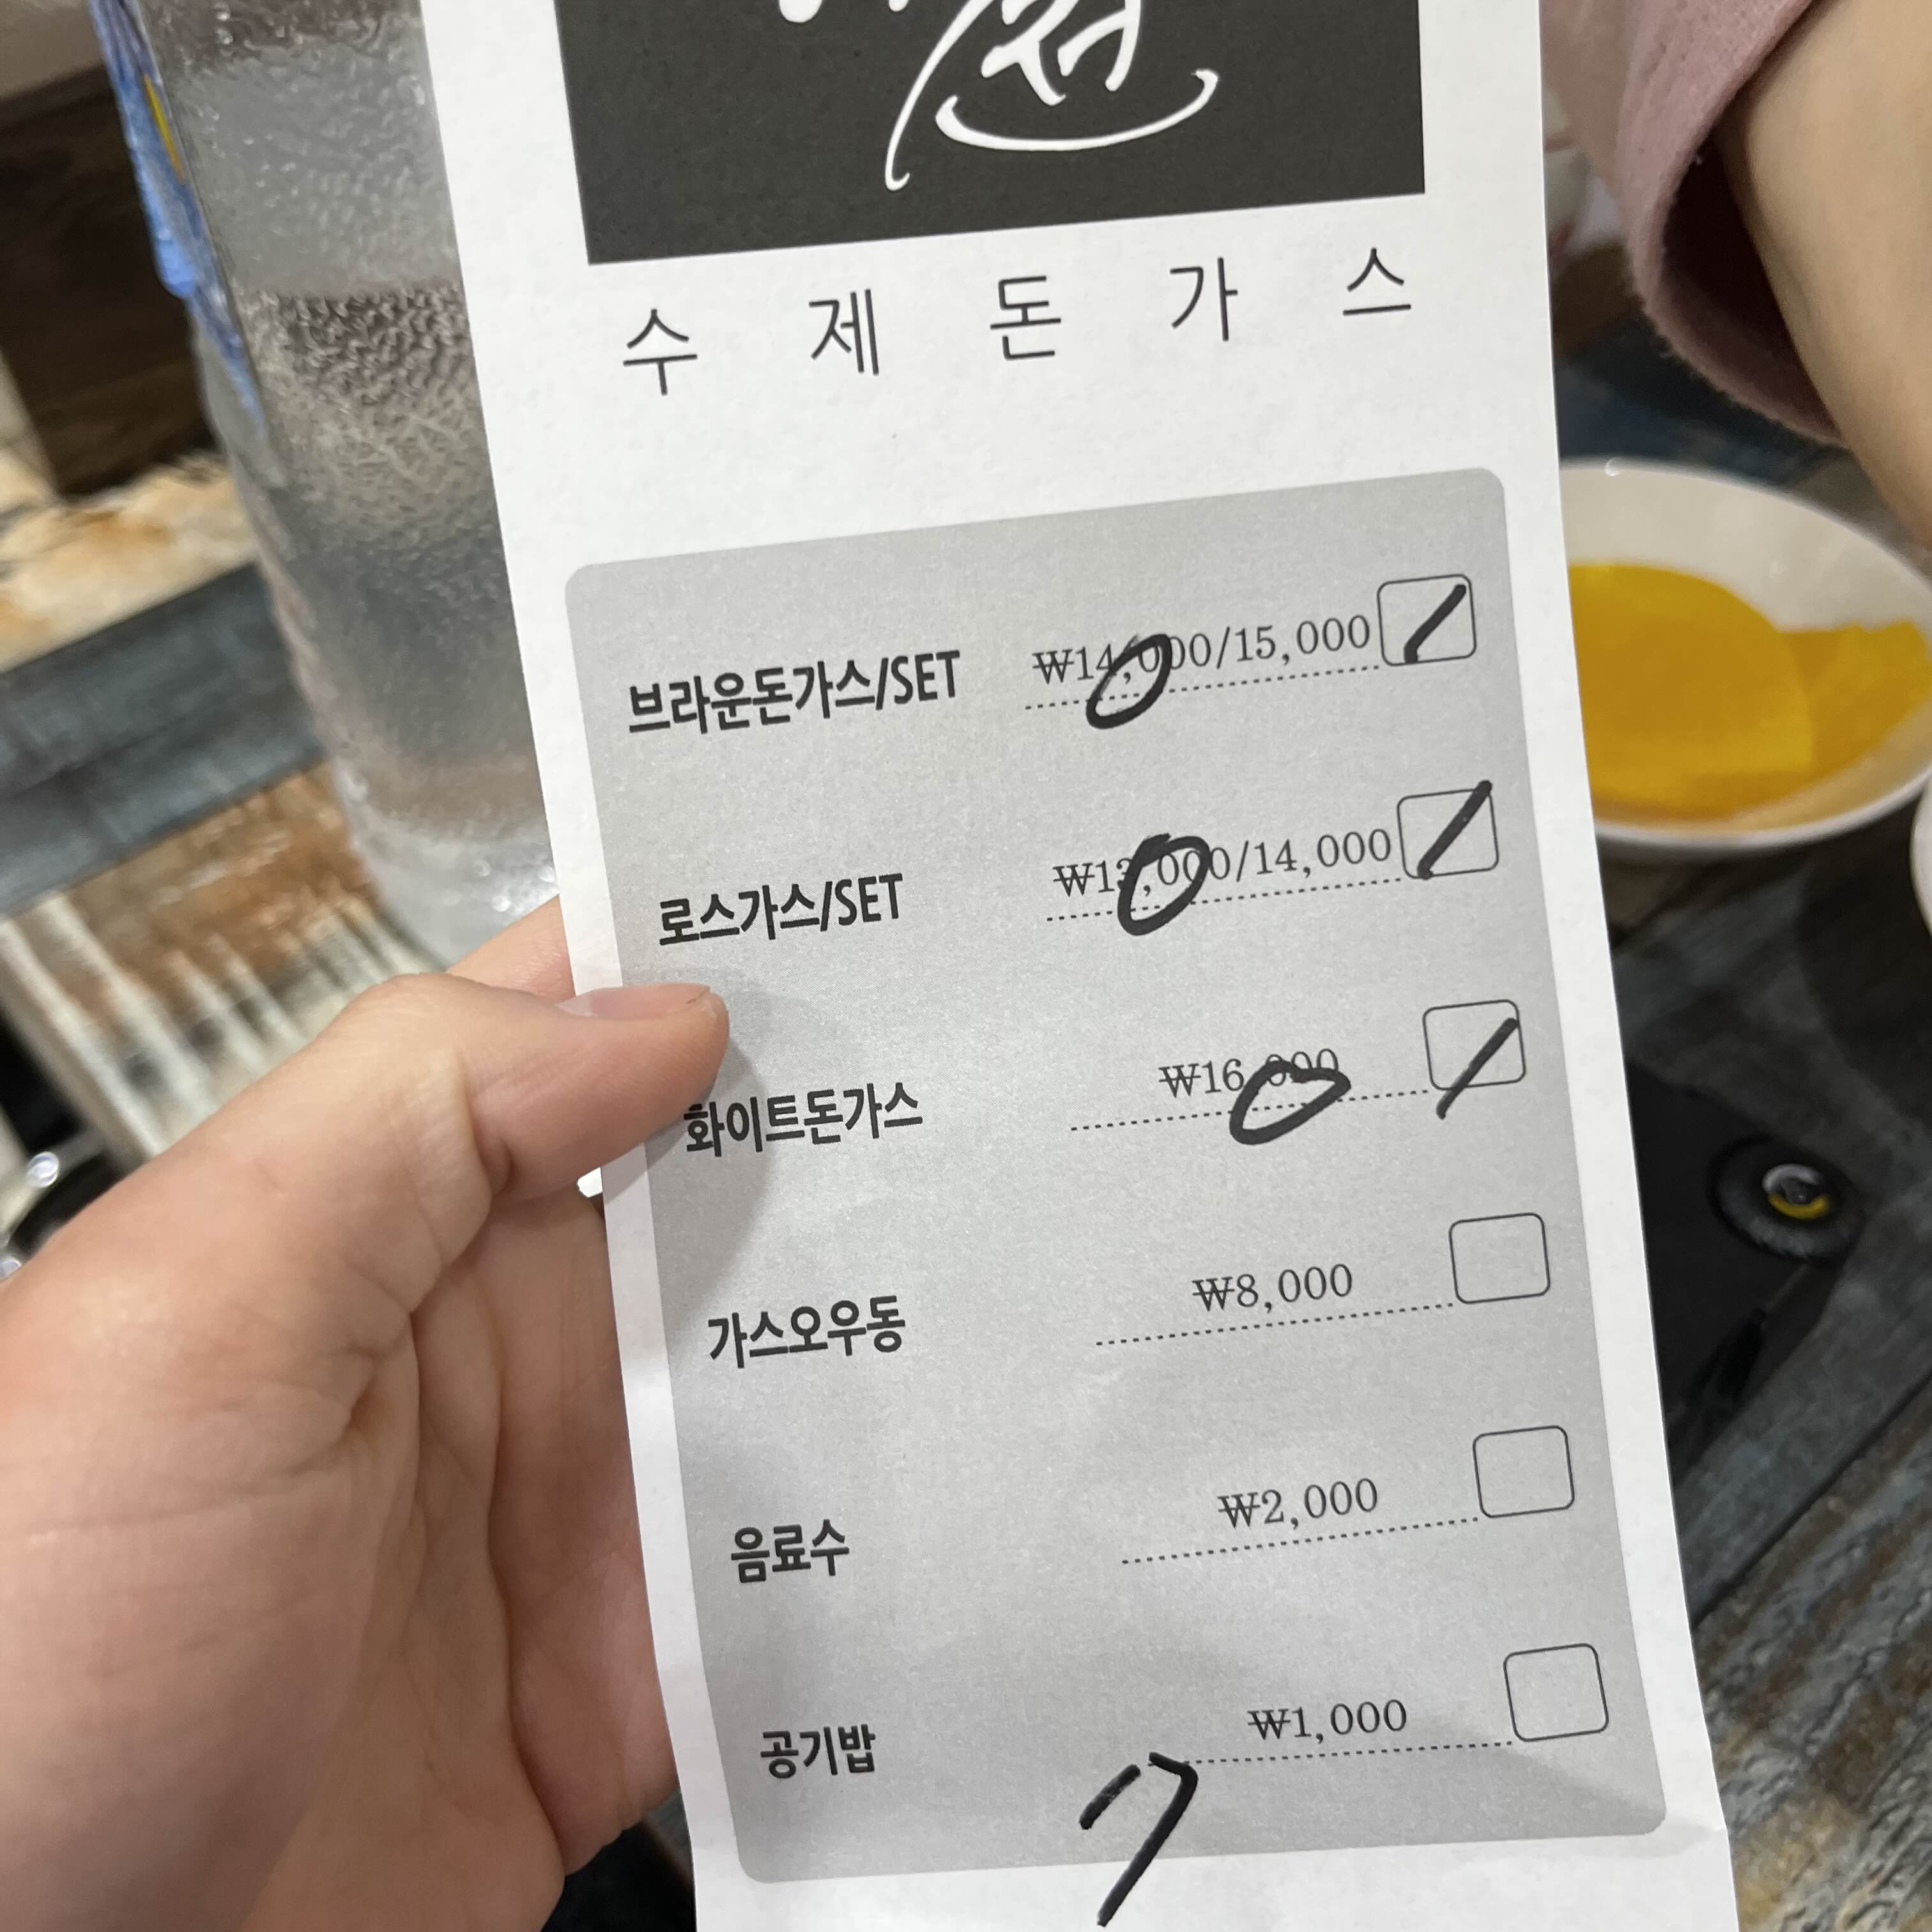 수제돈가스
브라운돈가스/SET ₩14,000/15,000
로스가스/SET ₩13,000/14,000
화이트돈가스 ₩16,000
가스오우동 ₩8,000
음료수 ₩2,000
공기밥 ₩1,000
7